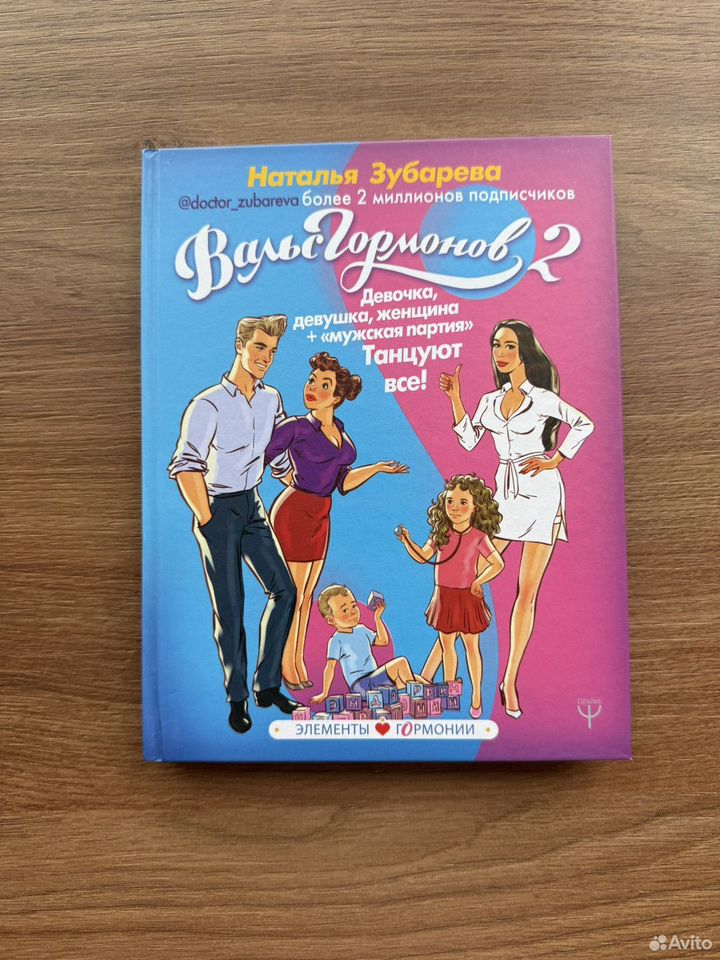 Наталья Зубарева
@doctor_zubareva более 2 миллионов подписчиков
Вальс Гормонов 2
Девочка,
девушка, женщина
+ «мужская партия»
Танцуют
все!
ПРАЙМ
ЭЛЕМЕНТЫ ГОРМОНИИ
Avito